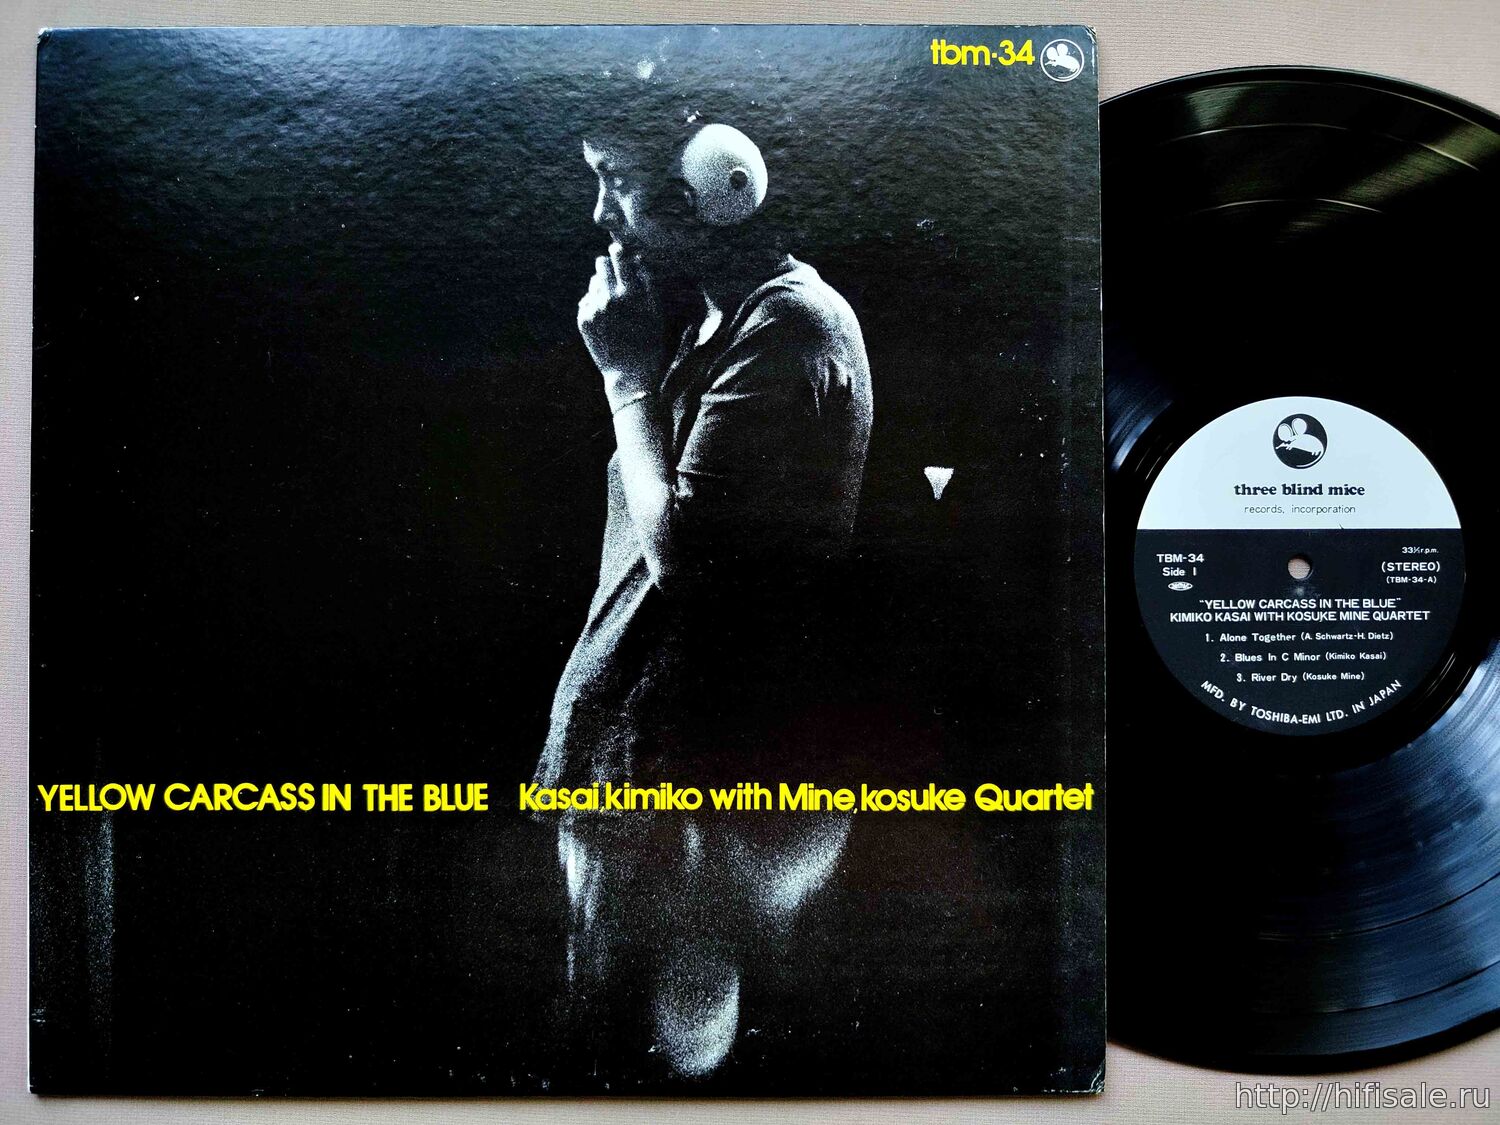 tbm·34
YELLOW CARCASS IN THE BLUE Kasai,kimiko with Mine,kosuke Quartet
three blind mice
records, incorporation
TBM-34
Side 1
33⅓r.p.m.
(STEREO)
(TBM-34-A)
"YELLOW CARCASS IN THE BLUE"
KIMIKO KASAI WITH KOSUKE MINE QUARTET
1. Alone Together (A. Schwartz-H. Dietz)
2. Blues In C Minor (Kimiko Kasai)
3. River Dry (Kosuke Mine)
MFD. BY TOSHIBA-EMI LTD. IN JAPAN
http://hifisale.ru